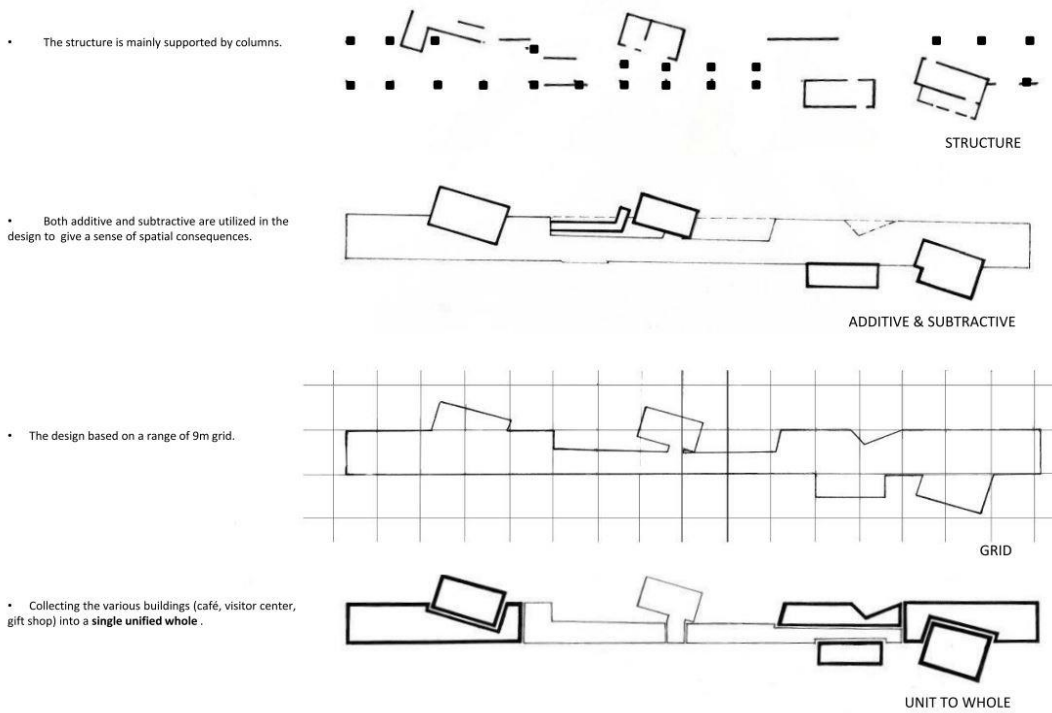 • The structure is mainly supported by columns.
STRUCTURE
• Both additive and subtractive are utilized in the
design to give a sense of spatial consequences.
ADDITIVE & SUBTRACTIVE
• The design based on a range of 9m grid.
GRID
• Collecting the various buildings (café, visitor center,
gift shop) into a single unified whole .
UNIT TO WHOLE